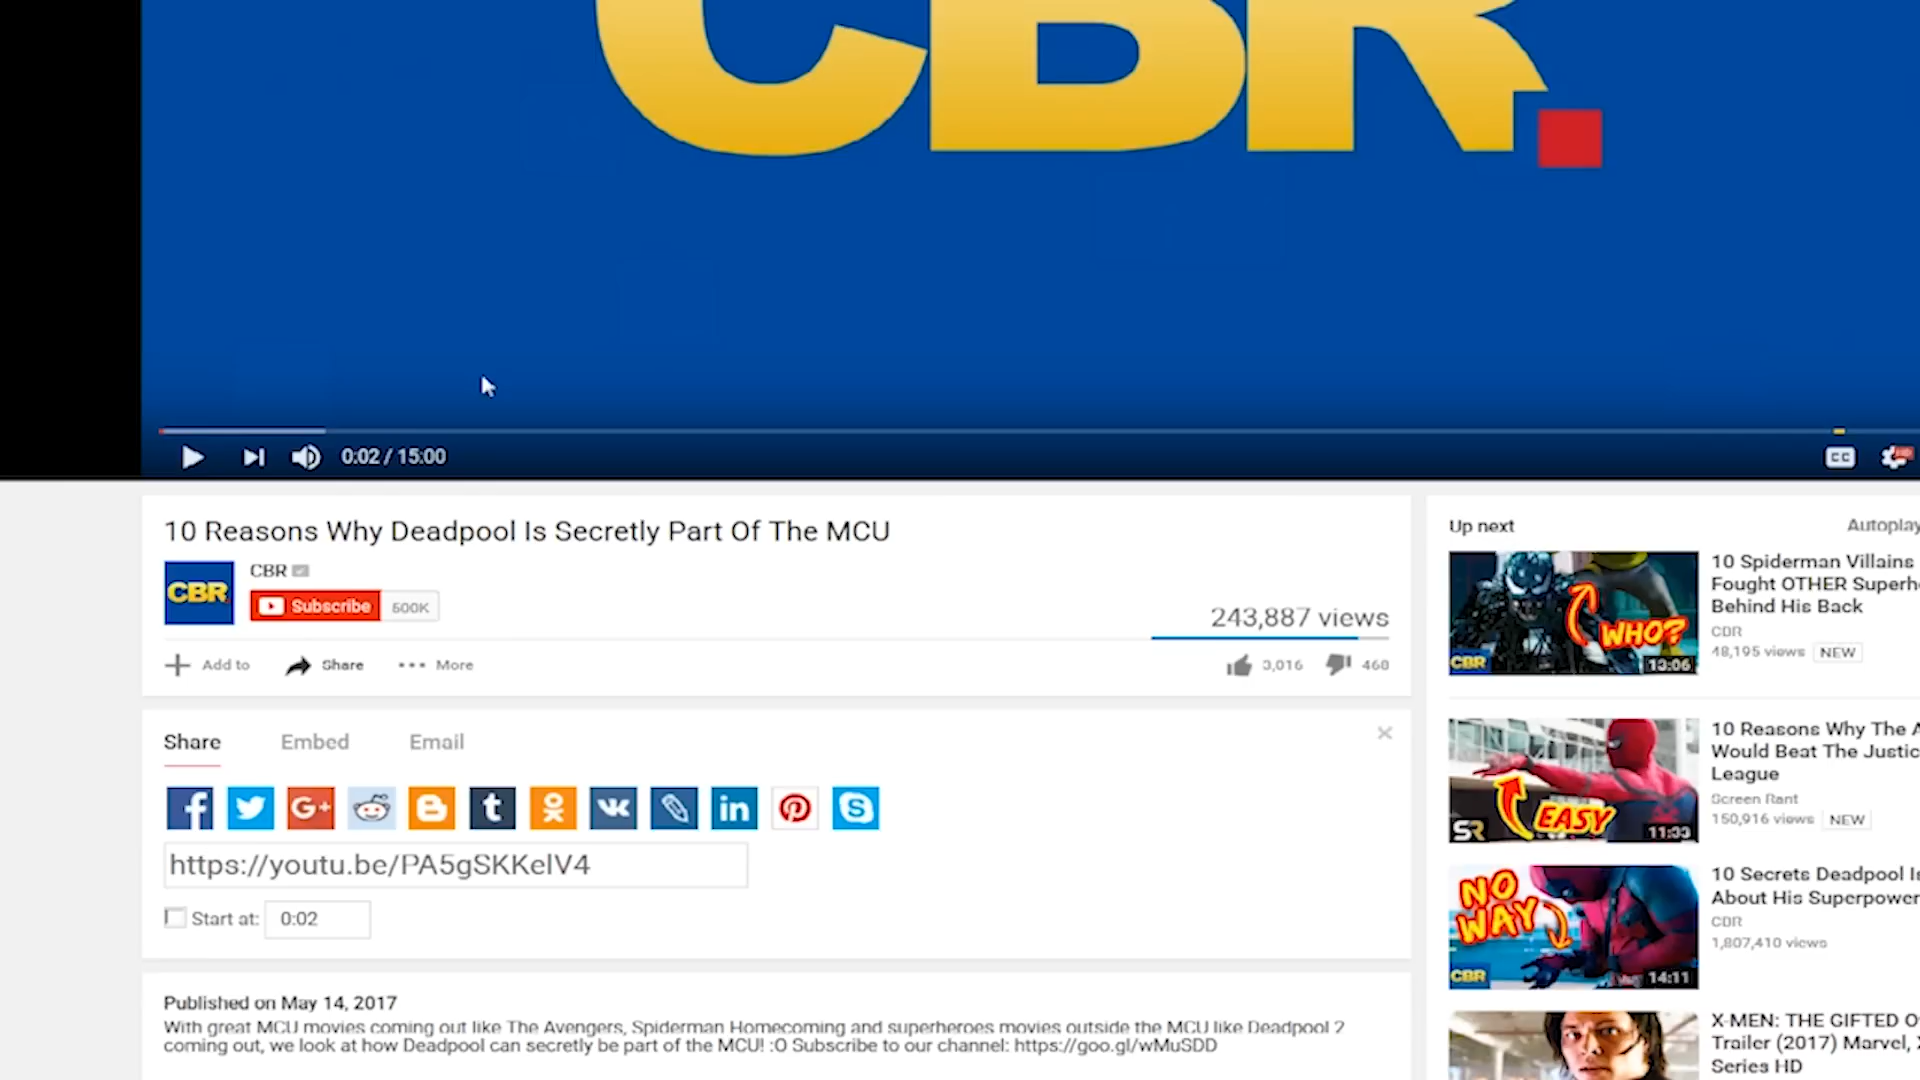 CBR.
0:02 / 15:00
CC
HD
10 Reasons Why Deadpool Is Secretly Part Of The MCU
CBR
CBR
Subscribe 500K
243,887 views
Add to Share More
3,016 460
Share Embed Email
f G+ B t vk in S
https://youtu.be/PA5gSKKelV4
Start at: 0:02
Published on May 14, 2017
With great MCU movies coming out like The Avengers, Spiderman Homecoming and superheroes movies outside the MCU like Deadpool 2
coming out, we look at how Deadpool can secretly be part of the MCU! :O Subscribe to our channel: https://goo.gl/wMuSDD
Up next Autoplay
WHO?
CBR
13:06
10 Spiderman Villains
Fought OTHER Superhe
Behind His Back
CBR
48,195 views NEW
EASY
SR
11:33
10 Reasons Why The A
Would Beat The Justic
League
Screen Rant
150,916 views NEW
NO
WAY
CBR
14:11
10 Secrets Deadpool Is
About His Superpower
CBR
1,807,410 views
X-MEN: THE GIFTED O
Trailer (2017) Marvel, X
Series HD